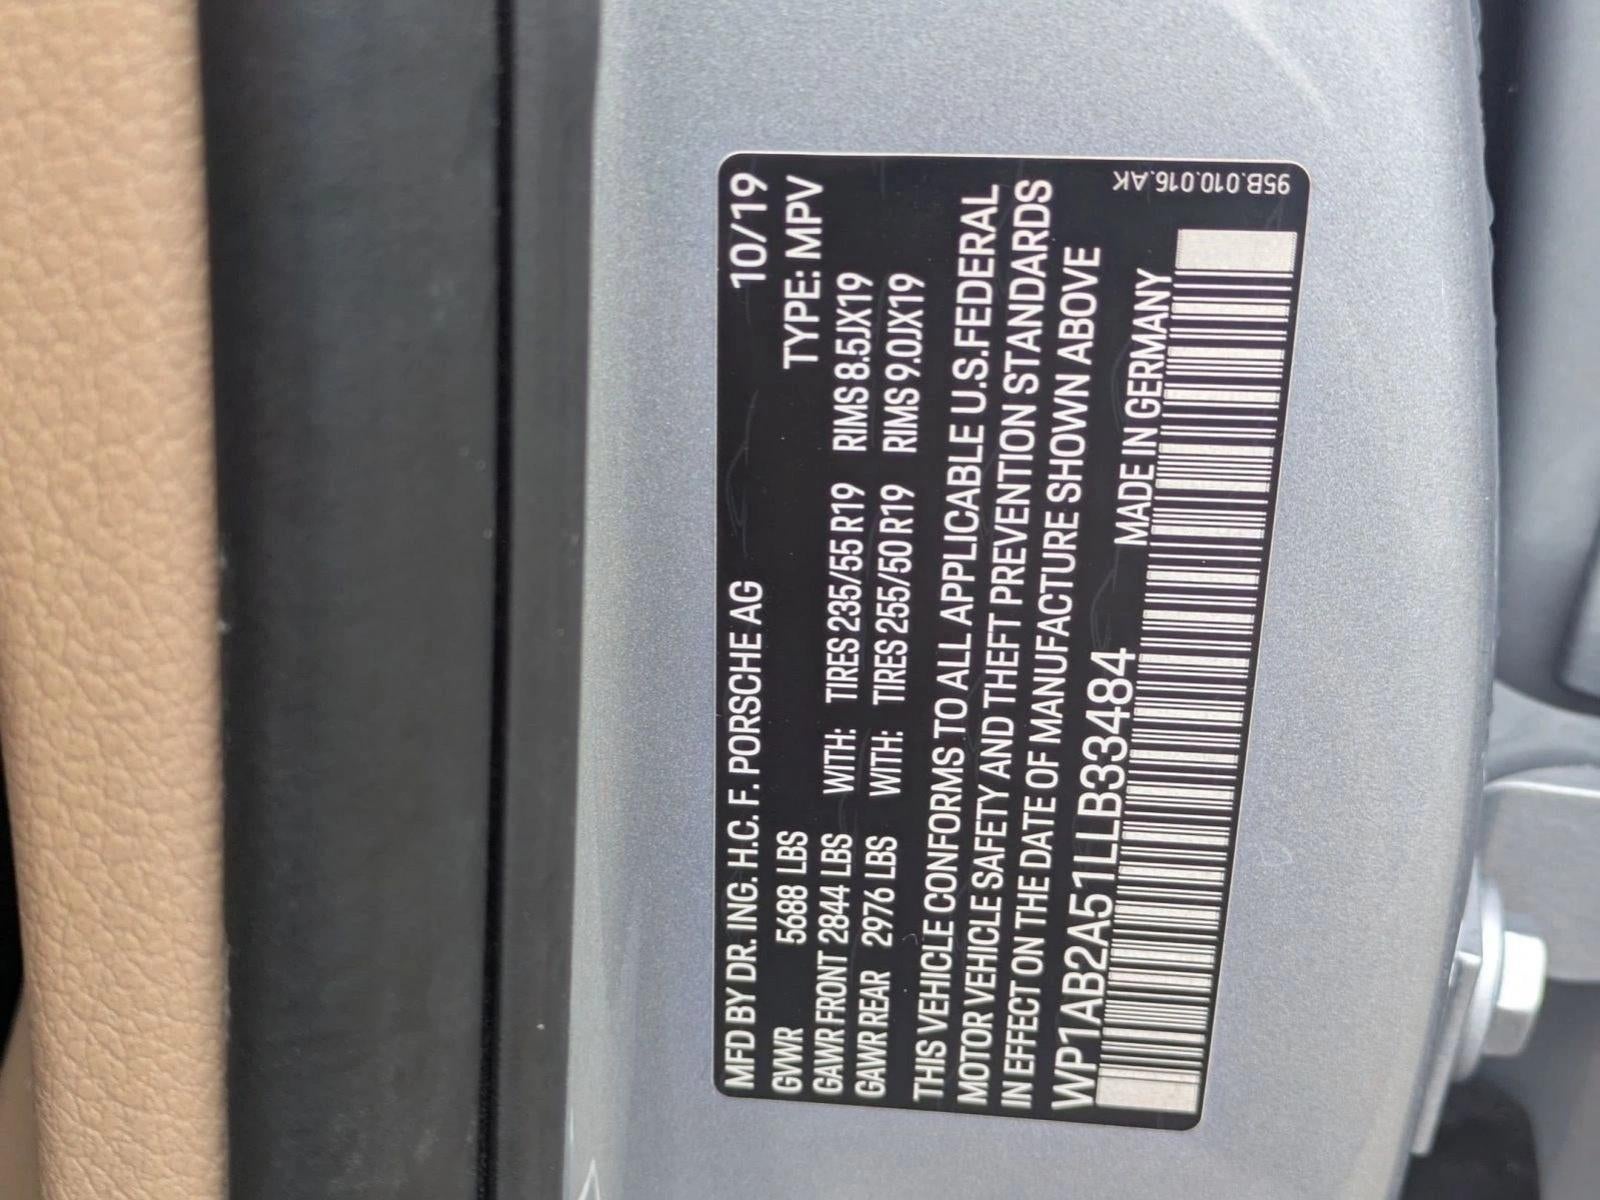 MFD BY DR. ING. H.C. F. PORSCHE AG 10/19
GVWR 5688 LBS TYPE: MPV
GAWR FRONT 2844 LBS WITH: TIRES 235/55 R19 RIMS 8.5JX19
GAWR REAR 2976 LBS WITH: TIRES 255/50 R19 RIMS 9.0JX19
THIS VEHICLE CONFORMS TO ALL APPLICABLE U.S.FEDERAL
MOTOR VEHICLE SAFETY AND THEFT PREVENTION STANDARDS
IN EFFECT ON THE DATE OF MANUFACTURE SHOWN ABOVE
WP1AB2A51LLB33484 MADE IN GERMANY
95B.010.016.AK